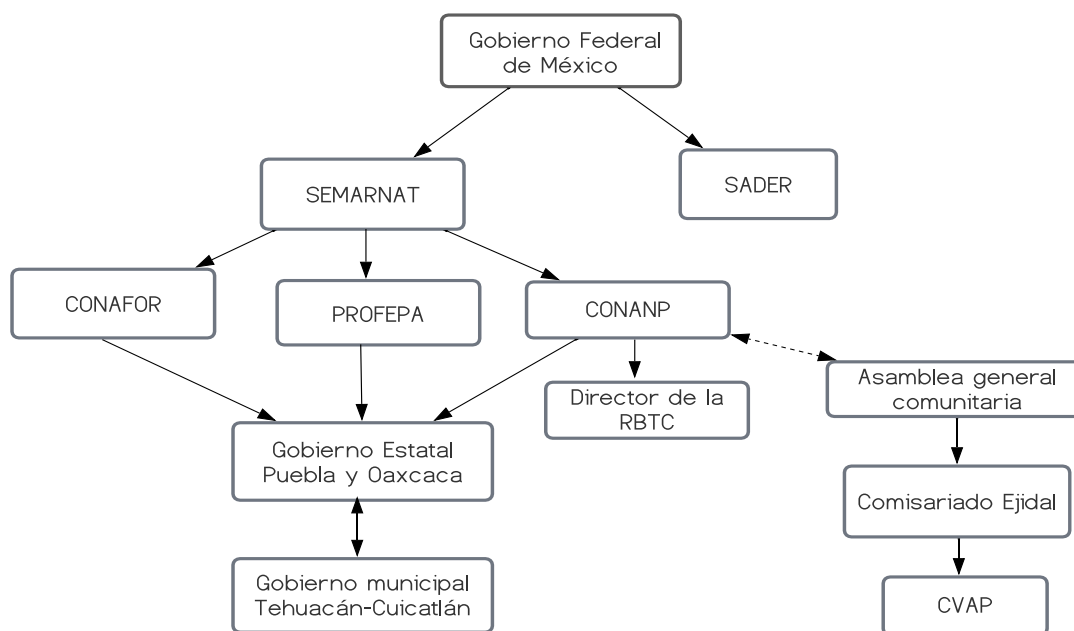 Gobierno Federal
de México
SEMARNAT
SADER
CONAFOR
PROFEPA
CONANP
Director de la
RBTC
Asamblea general
comunitaria
Gobierno Estatal
Puebla y Oaxcaca
Comisariado Ejidal
Gobierno municipal
Tehuacán-Cuicatlán
CVAP